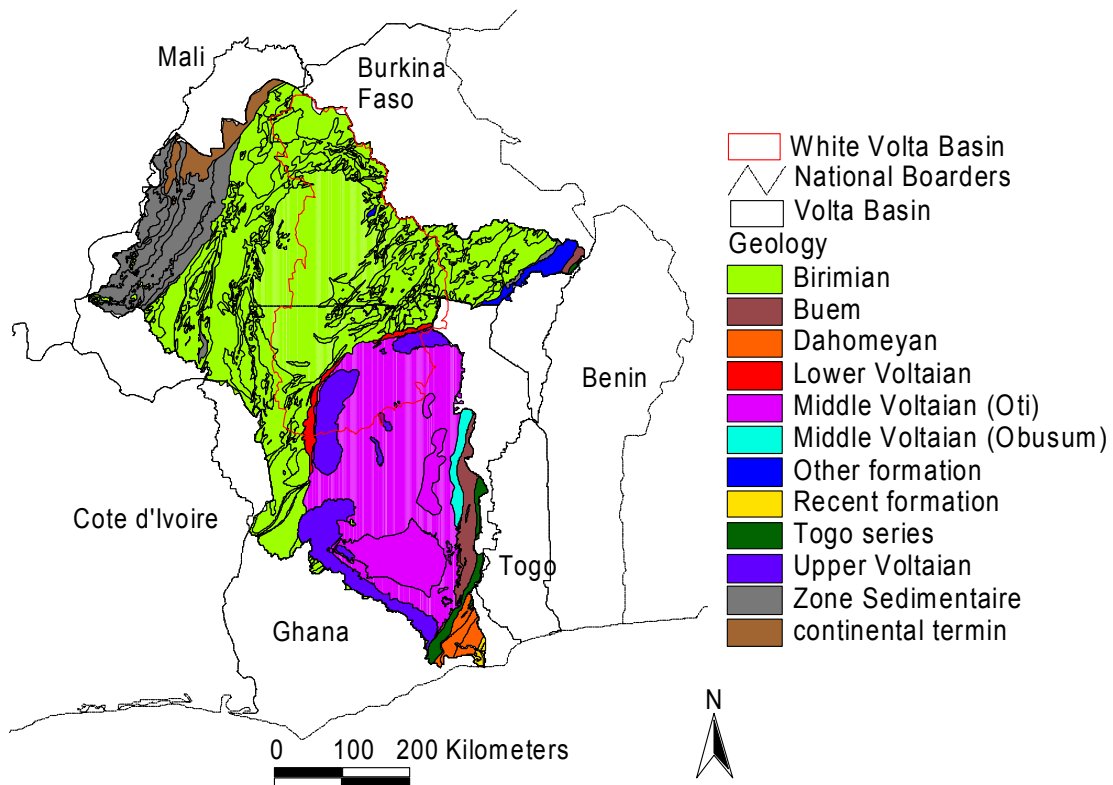 Mali
Burkina
Faso
Benin
Cote d'Ivoire
Togo
Ghana
White Volta Basin
National Boarders
Volta Basin
Geology
Birimian
Buem
Dahomeyan
Lower Voltaian
Middle Voltaian (Oti)
Middle Voltaian (Obusum)
Other formation
Recent formation
Togo series
Upper Voltaian
Zone Sedimentaire
continental termin
0 100 200 Kilometers
N